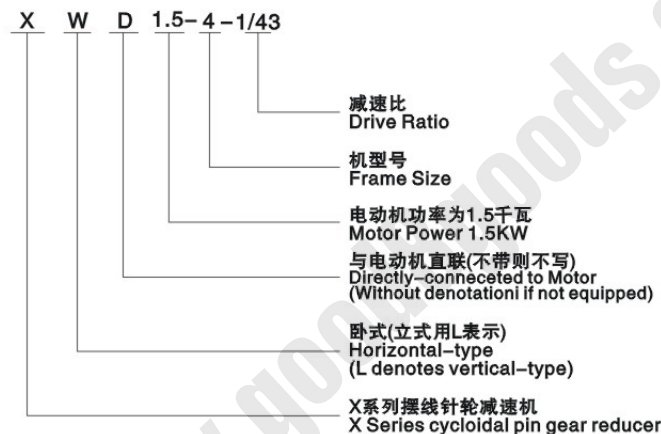 X W D 1.5-4-1/43
减速比
Drive Ratio
机型号
Frame Size
电动机功率为1.5千瓦
Motor Power 1.5KW
与电动机直联(不带则不写)
Directly-conneceted to Motor
(Without denotationi if not equipped)
卧式(立式用L表示)
Horizontal-type
(L denotes vertical-type)
X系列摆线针轮减速机
X Series cycloidal pin gear reducer